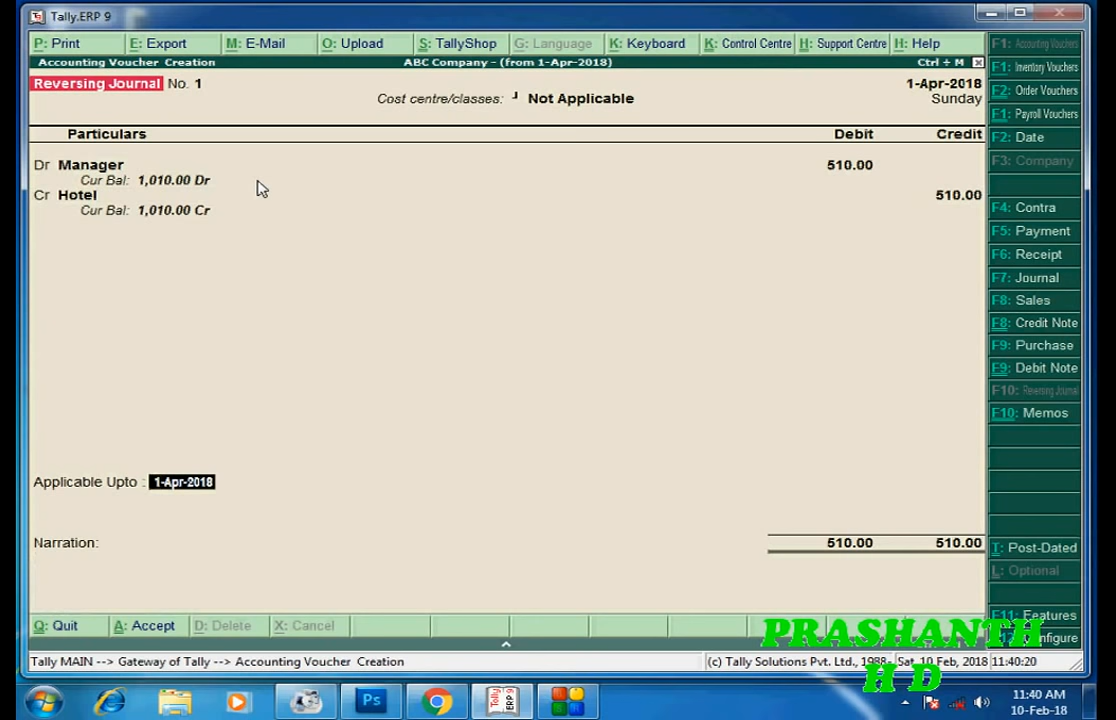 Tally.ERP 9
P: Print E: Export M: E-Mail O: Upload S: TallyShop G: Language K: Keyboard K: Control Centre H: Support Centre H: Help
Accounting Voucher Creation ABC Company - (from 1-Apr-2018) Ctrl + M
Reversing Journal No. 1 1-Apr-2018
Cost centre/classes: Not Applicable Sunday
Particulars Debit Credit
Dr Manager 510.00
Cur Bal: 1,010.00 Dr
Cr Hotel 510.00
Cur Bal: 1,010.00 Cr
Applicable Upto : 1-Apr-2018
Narration: 510.00 510.00
Q: Quit A: Accept D: Delete X: Cancel
F1: Accounting Vouchers
F1: Inventory Vouchers
F2: Order Vouchers
F1: Payroll Vouchers
F2: Date
F3: Company
F4: Contra
F5: Payment
F6: Receipt
F7: Journal
F8: Sales
F8: Credit Note
F9: Purchase
F9: Debit Note
F10: Reversing Journal
F10: Memos
T: Post-Dated
L: Optional
F11: Features
PRASHANTH
H D
Tally MAIN --> Gateway of Tally --> Accounting Voucher Creation (c) Tally Solutions Pvt. Ltd., 1988- Sat, 10 Feb, 2018 11:40:20
Ps Tally ERP 9 11:40 AM
10-Feb-18